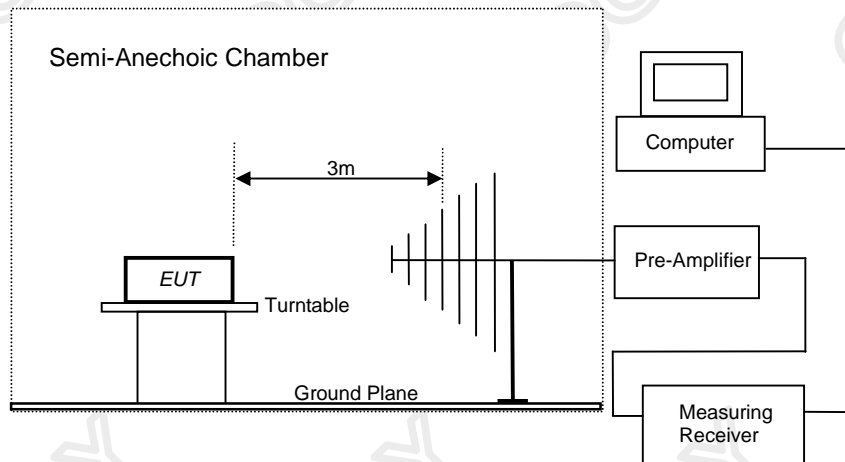 Semi-Anechoic Chamber
3m
EUT
Turntable
Ground Plane
Computer
Pre-Amplifier
Measuring
Receiver